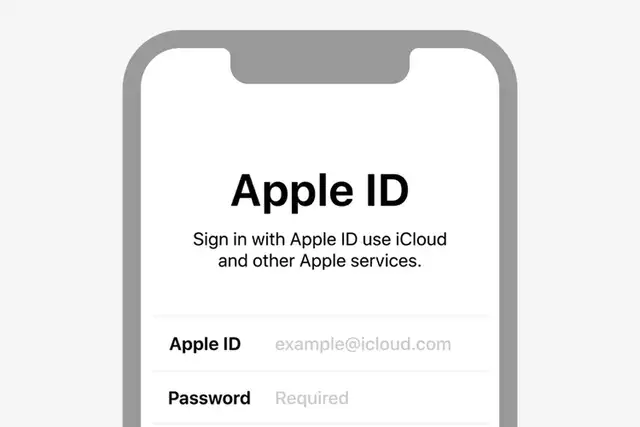 Apple ID
Sign in with Apple ID use iCloud
and other Apple services.
Apple ID example@icloud.com
Password Required